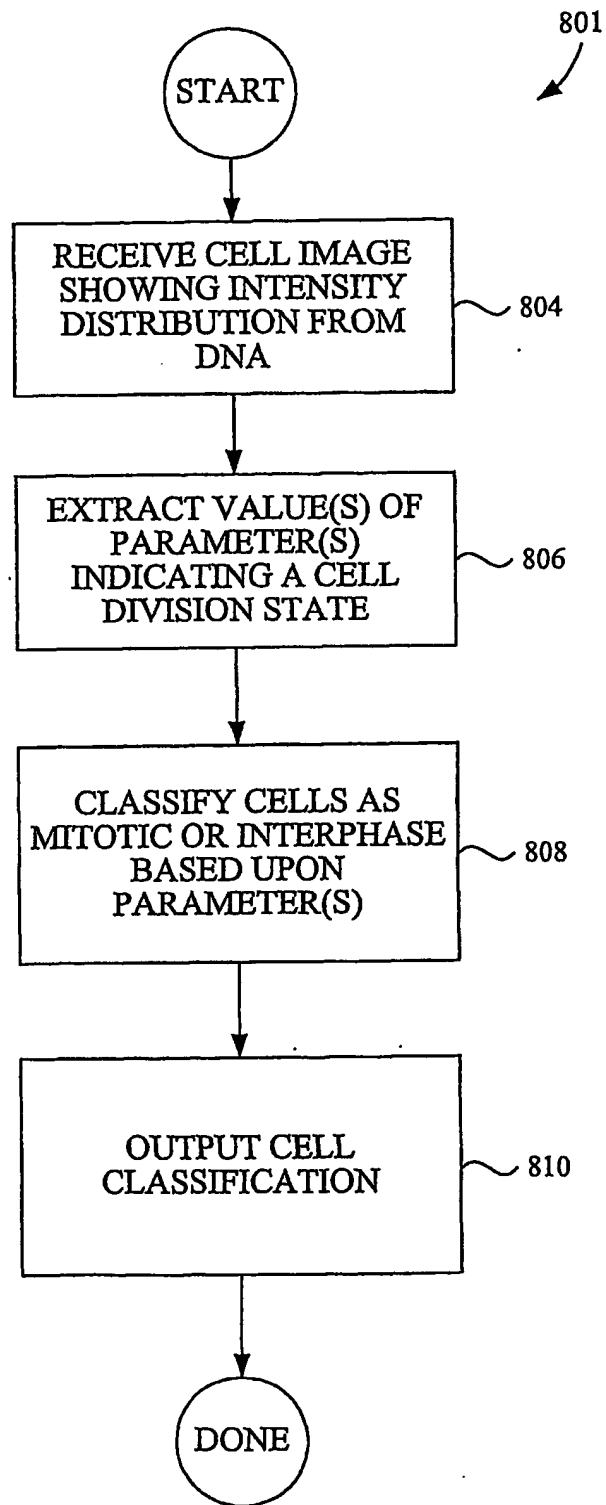 801
START
RECEIVE CELL IMAGE
SHOWING INTENSITY
DISTRIBUTION FROM
DNA
804
EXTRACT VALUE(S) OF
PARAMETER(S)
INDICATING A CELL
DIVISION STATE
806
CLASSIFY CELLS AS
MITOTIC OR INTERPHASE
BASED UPON
PARAMETER(S)
808
OUTPUT CELL
CLASSIFICATION
810
DONE